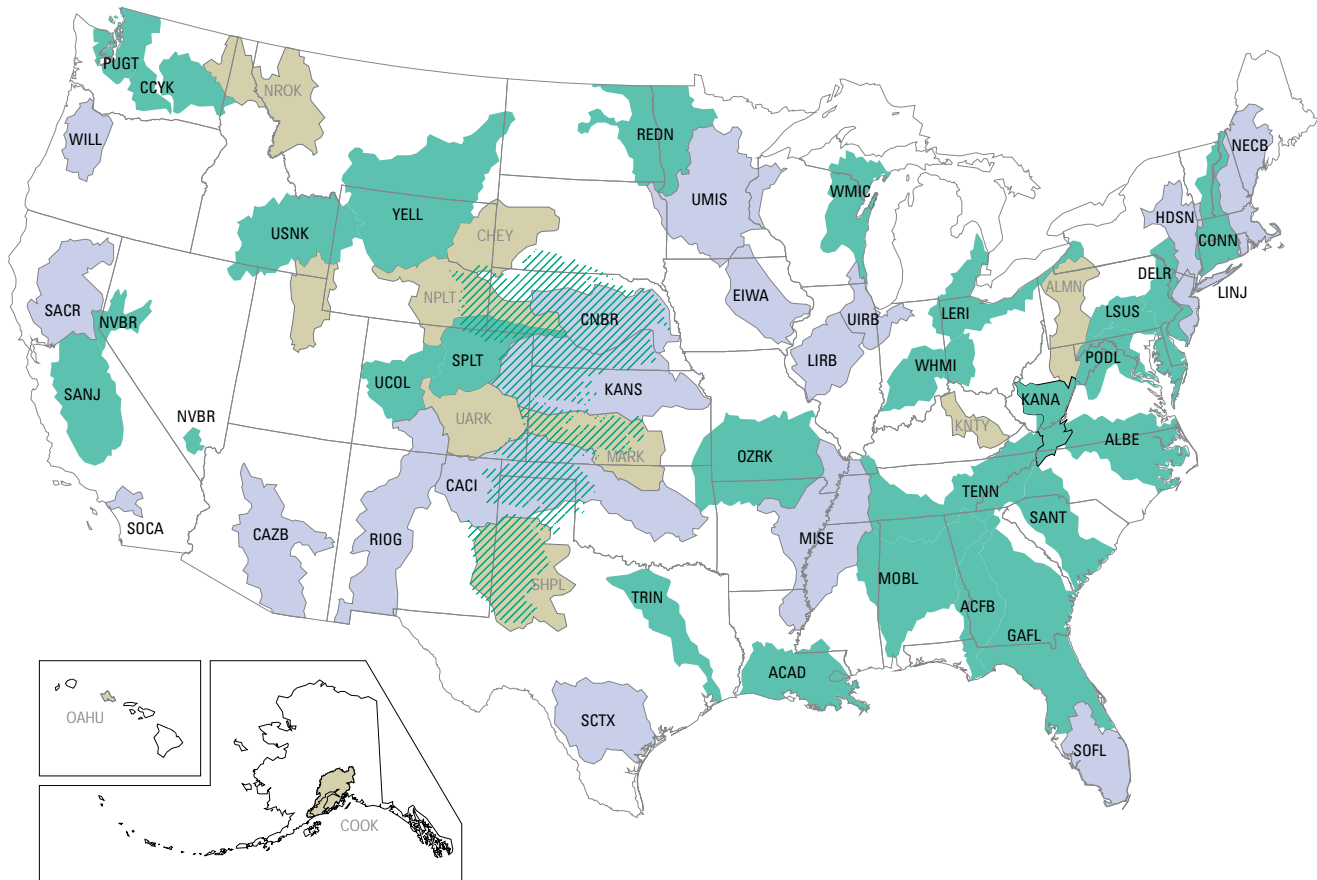 PUGT
CCYK
NROK
WILL
REDN
NECB
WMIC
UMIS
YELL
HDSN
USNK
CHEY
CONN
DELR
ALMN
LINJ
NPLT
EIWA
SACR
NVBR
CNBR
UIRB
LERI
LSUS
SPLT
LIRB
WHMI
PODL
UCOL
KANS
SANJ
KANA
NVBR
UARK
KNTY
ALBE
MARK
OZRK
CACI
TENN
SANT
SOCA
CAZB
RIOG
MISE
MOBL
SHPL
TRIN
ACFB
GAFL
ACAD
OAHU
SCTX
SOFL
COOK